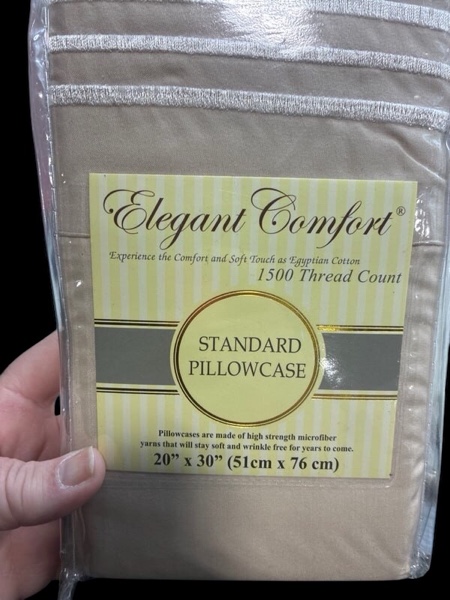 Elegant Comfort®
Experience the Comfort and Soft Touch as Egyptian Cotton
1500 Thread Count
STANDARD
PILLOWCASE
Pillowcases are made of high strength microfiber
yarns that will stay soft and wrinkle free for years to come.
20” x 30” (51cm x 76 cm)